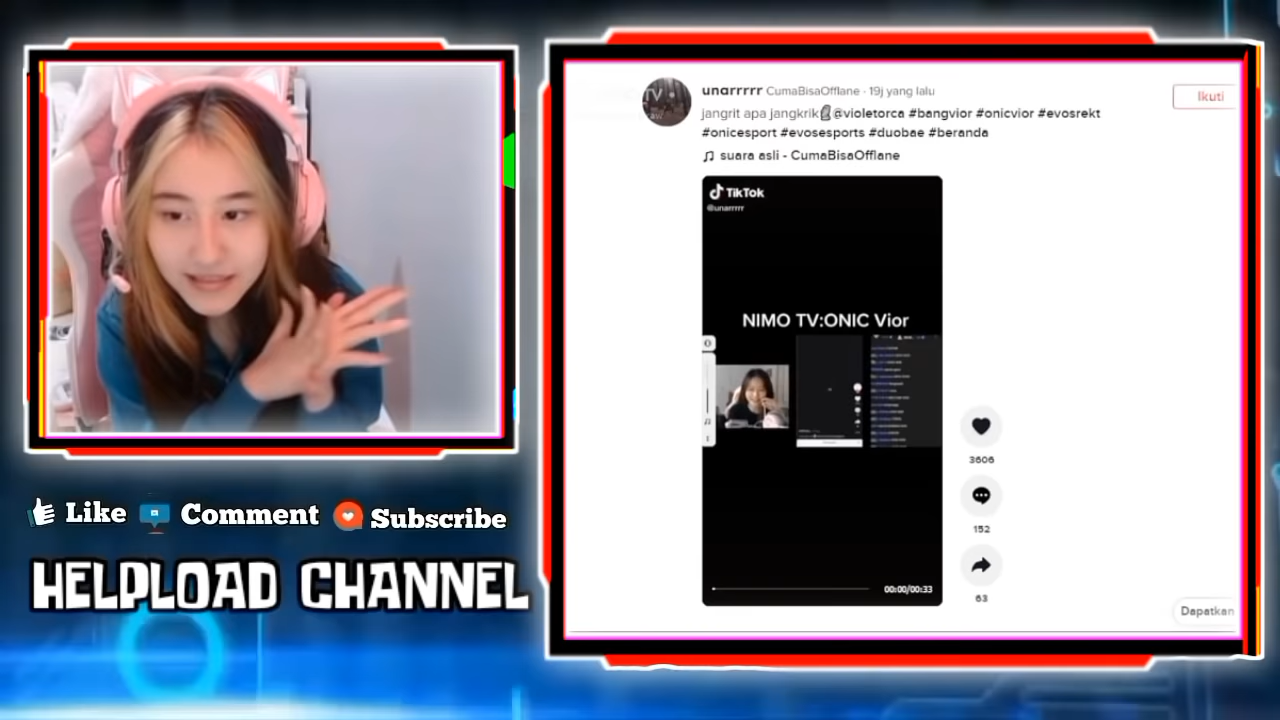 unarrrrr CumaBisaOfflane · 19j yang lalu
Ikuti
jangrit apa jangkrik @violetorca #bangvior #onicvior #evosrekt
#onicesport #evosesports #duobae #beranda
suara asli - CumaBisaOfflane
TikTok
@unarrrrr
NIMO TV:ONIC Vior
3606
152
63
00:00/00:33
Dapatkan
Like Comment Subscribe
HELPLOAD CHANNEL